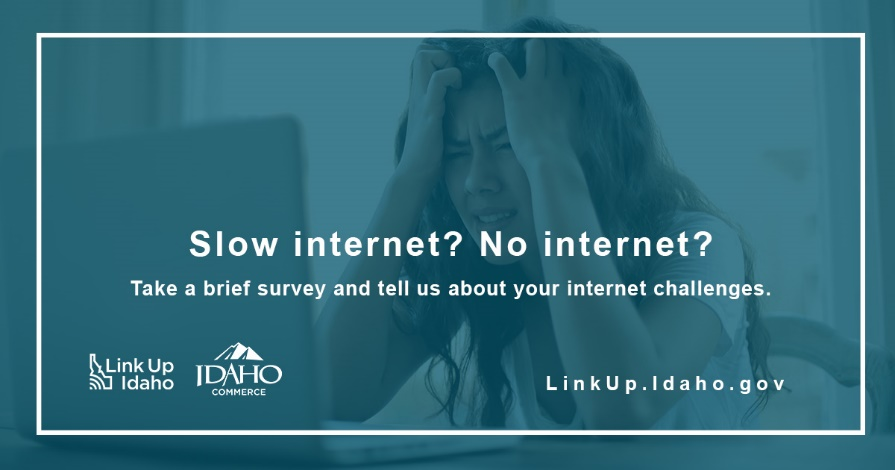 Slow internet? No internet?
Take a brief survey and tell us about your internet challenges.
Link Up
Idaho
IDAHO
COMMERCE
LinkUp.Idaho.gov